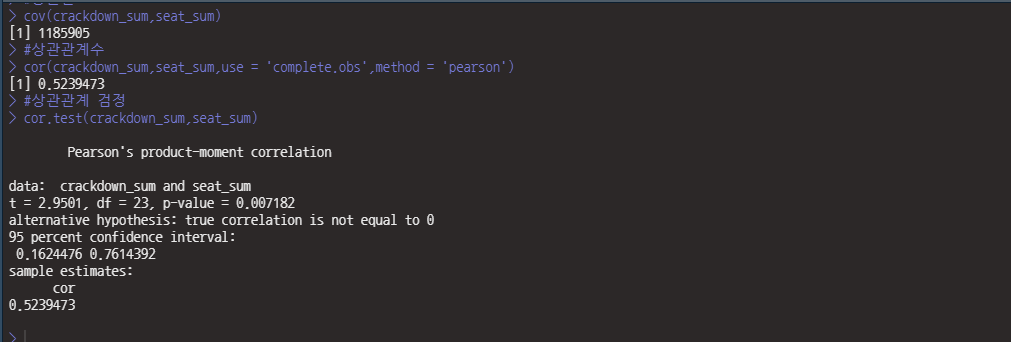 > cov(crackdown_sum,seat_sum)
[1] 1185905
> #상관관계수
> cor(crackdown_sum,seat_sum,use = 'complete.obs',method = 'pearson')
[1] 0.5239473
> #상관관계 검정
> cor.test(crackdown_sum,seat_sum)
Pearson's product-moment correlation
data:  crackdown_sum and seat_sum
t = 2.9501, df = 23, p-value = 0.007182
alternative hypothesis: true correlation is not equal to 0
95 percent confidence interval:
0.1624476 0.7614392
sample estimates:
cor
0.5239473
>